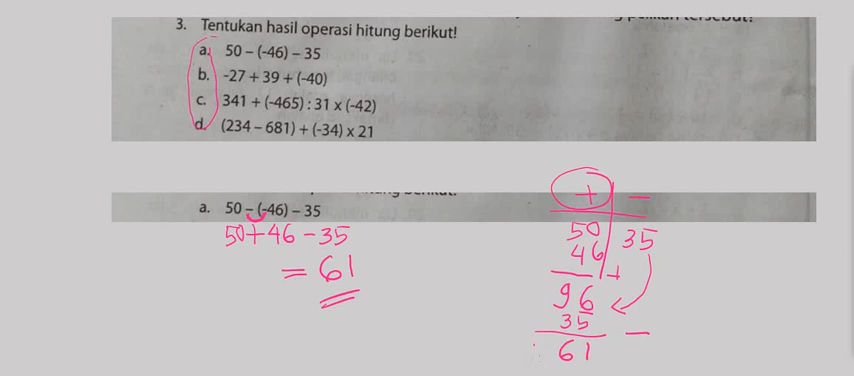 3. Tentukan hasil operasi hitung berikut!
a. 50 – (-46) – 35
b. -27 + 39 + (-40)
c. 341 + (-465) : 31 x (-42)
d. (234 – 681) + (-34) x 21
a. 50 – (-46) – 35
50 + 46 – 35
= 61
+ –
50 35
46
+
96
35
–
61